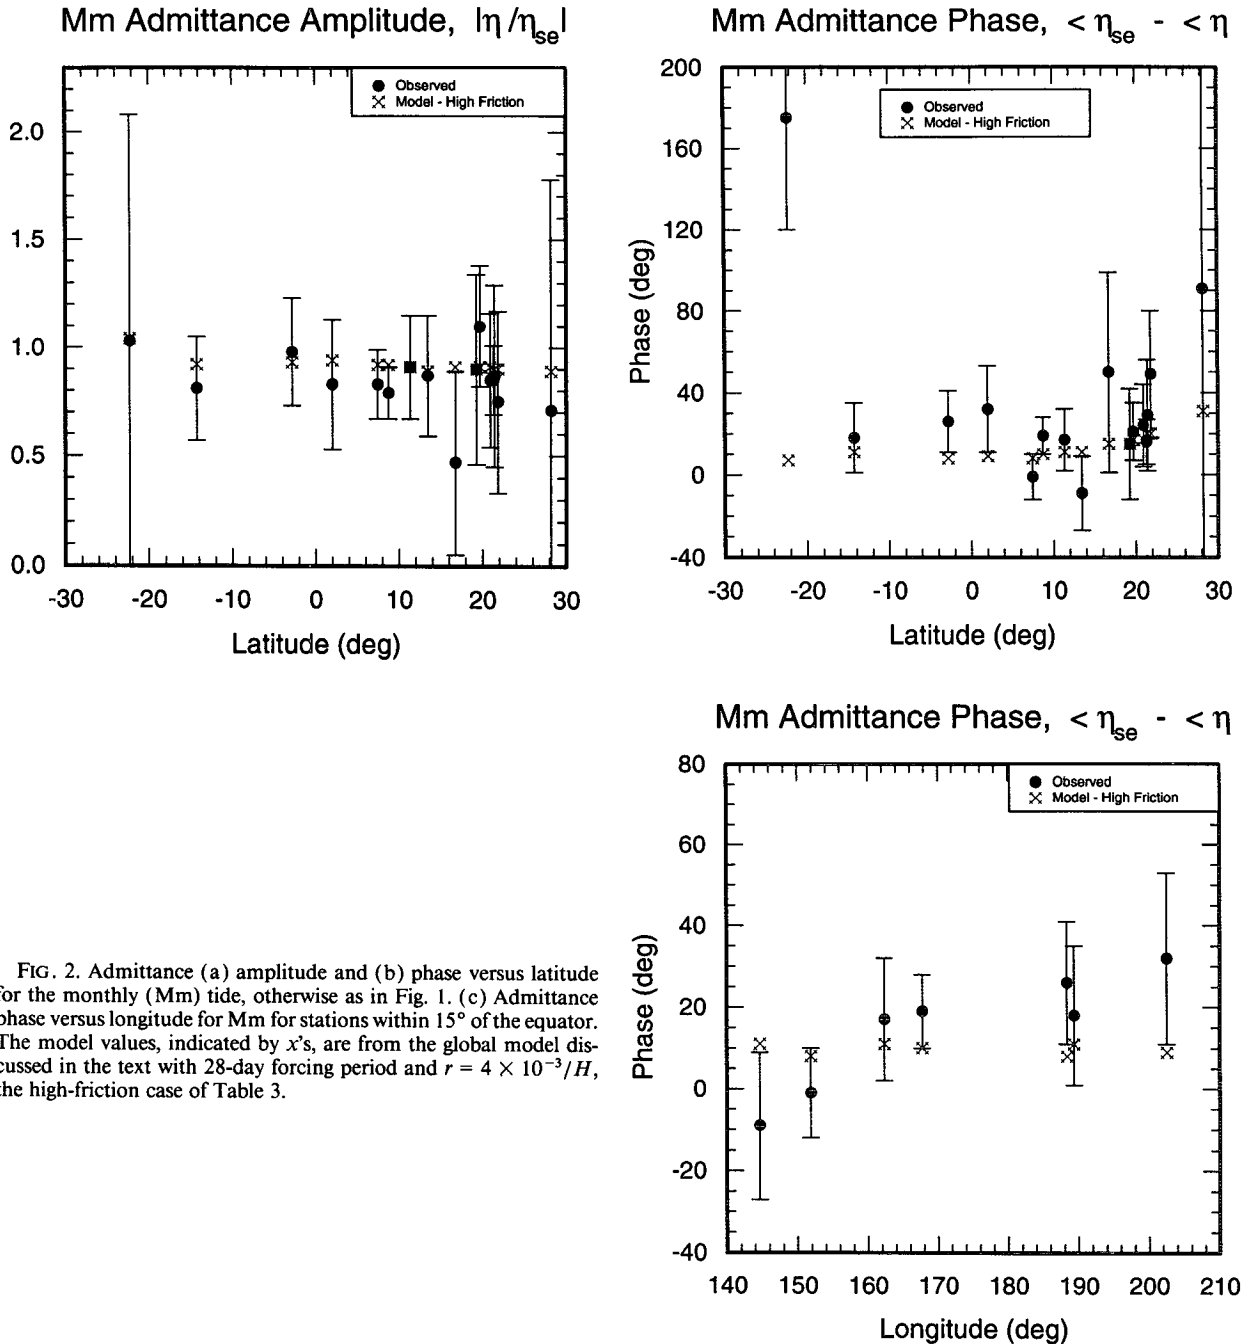 Mm Admittance Amplitude, |η/ηse|
Observed
Model - High Friction
2.0
1.5
1.0
0.5
0.0
-30 -20 -10 0 10 20 30
Latitude (deg)
Mm Admittance Phase, < ηse - < η
Observed
Model - High Friction
200
160
120
80
40
0
-40
Phase (deg)
-30 -20 -10 0 10 20 30
Latitude (deg)
Mm Admittance Phase, < ηse - < η
Observed
Model - High Friction
80
60
40
20
0
-20
-40
Phase (deg)
140 150 160 170 180 190 200 210
Longitude (deg)
FIG. 2. Admittance (a) amplitude and (b) phase versus latitude
for the monthly (Mm) tide, otherwise as in Fig. 1. (c) Admittance
phase versus longitude for Mm for stations within 15° of the equator.
The model values, indicated by x's, are from the global model dis-
cussed in the text with 28-day forcing period and r = 4 × 10⁻³/H,
the high-friction case of Table 3.